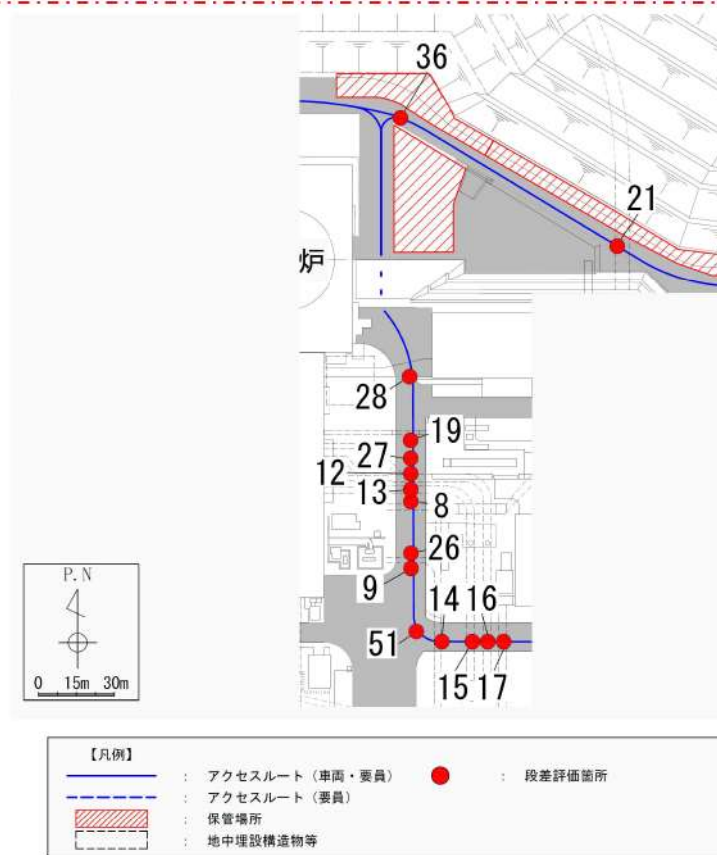 36
21
炉
28
19
27
12
13
8
26
9
14
16
51
15
17
P.N
0 15m 30m
【凡例】
: アクセスルート（車両・要員）
: 段差評価箇所
: アクセスルート（要員）
: 保管場所
: 地中埋設構造物等